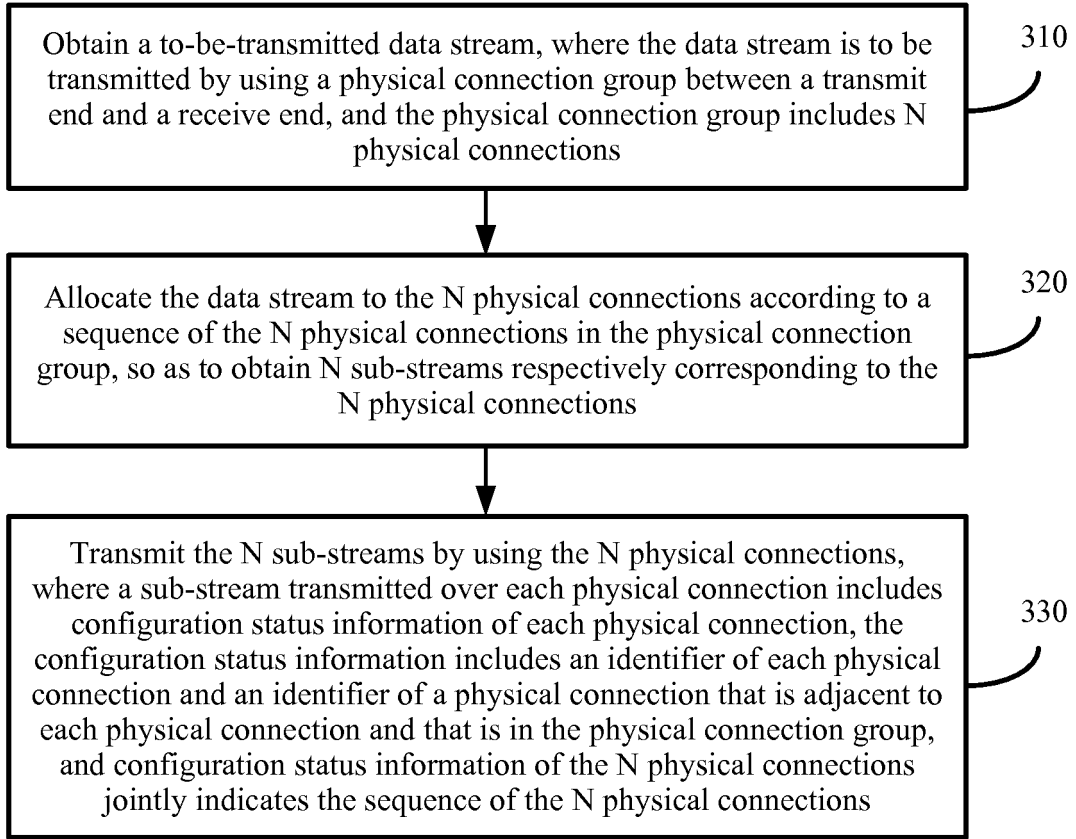 Obtain a to-be-transmitted data stream, where the data stream is to be
transmitted by using a physical connection group between a transmit
end and a receive end, and the physical connection group includes N
physical connections
310
Allocate the data stream to the N physical connections according to a
sequence of the N physical connections in the physical connection
group, so as to obtain N sub-streams respectively corresponding to the
N physical connections
320
Transmit the N sub-streams by using the N physical connections,
where a sub-stream transmitted over each physical connection includes
configuration status information of each physical connection, the
configuration status information includes an identifier of each physical
connection and an identifier of a physical connection that is adjacent to
each physical connection and that is in the physical connection group,
and configuration status information of the N physical connections
jointly indicates the sequence of the N physical connections
330